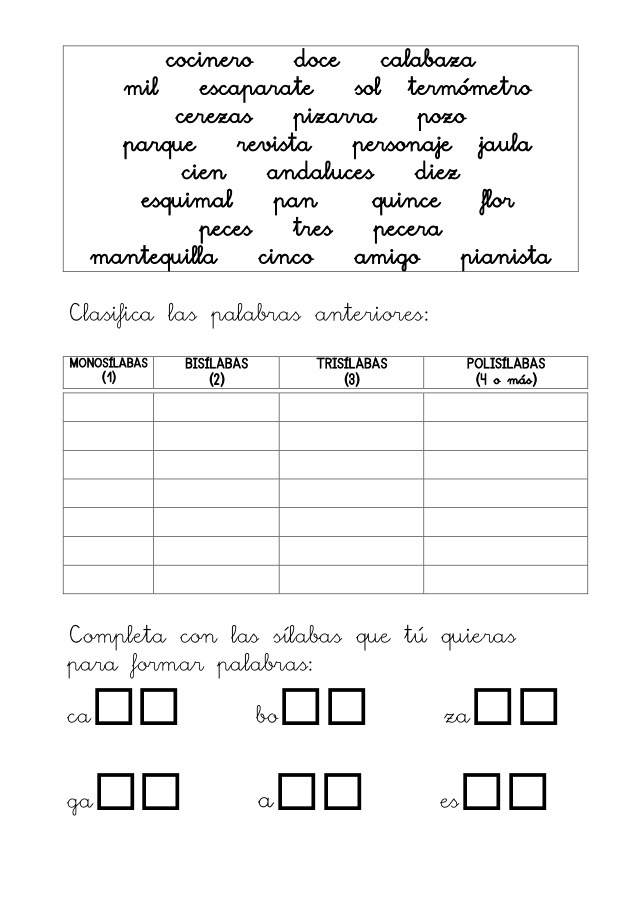 cocinero doce calabaza
mil escaparate sol termómetro
cerezas pizarra pozo
parque revista personaje jaula
cien andaluces diez
esquimal pan quince flor
peces tres pecera
mantequilla cinco amigo pianista
Clasifica las palabras anteriores:
MONOSÍLABAS BISÍLABAS TRISÍLABAS POLISÍLABAS
(1) (2) (3) (4 o más)
Completa con las sílabas que tú quieras
para formar palabras:
ca bo za
ga a es